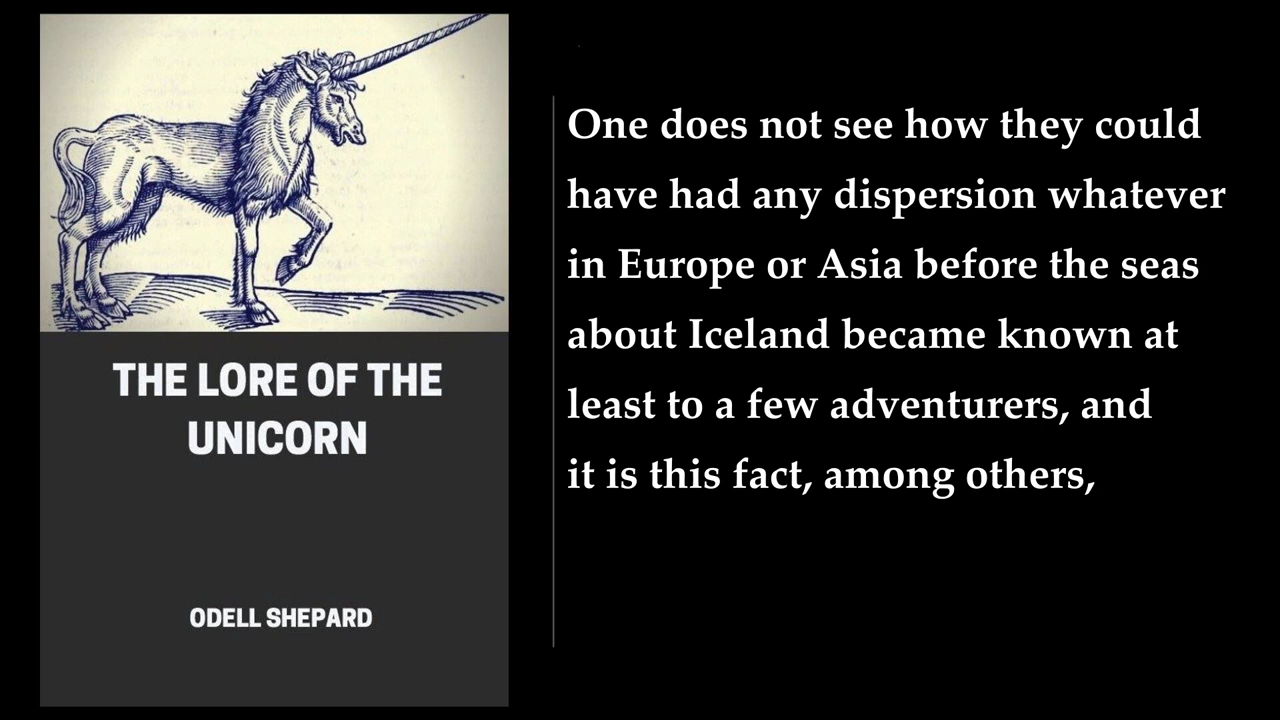 THE LORE OF THE
UNICORN
ODELL SHEPARD
One does not see how they could
have had any dispersion whatever
in Europe or Asia before the seas
about Iceland became known at
least to a few adventurers, and
it is this fact, among others,